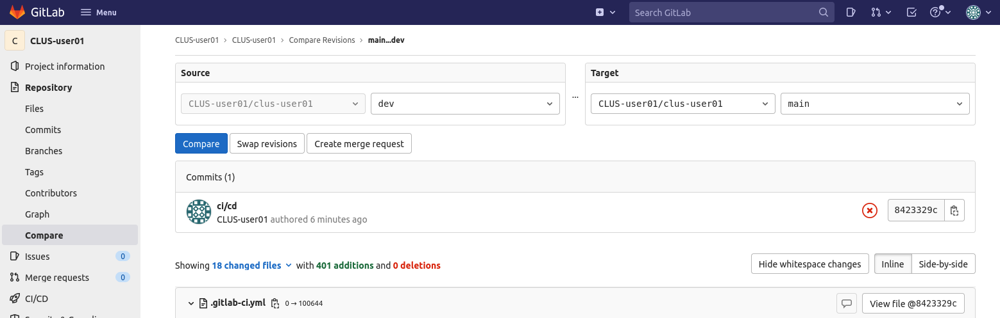 GitLab Menu Search GitLab
C CLUS-user01
Project information
Repository
Files
Commits
Branches
Tags
Contributors
Graph
Compare
Issues 0
Merge requests 0
CI/CD
CLUS-user01 › CLUS-user01 › Compare Revisions › main...dev
Source
CLUS-user01/clus-user01 dev
...
Target
CLUS-user01/clus-user01 main
Compare Swap revisions Create merge request
Commits (1)
ci/cd
CLUS-user01 authored 6 minutes ago
8423329c
Showing 18 changed files with 401 additions and 0 deletions
Hide whitespace changes Inline Side-by-side
.gitlab-ci.yml 0 → 100644 View file @8423329c